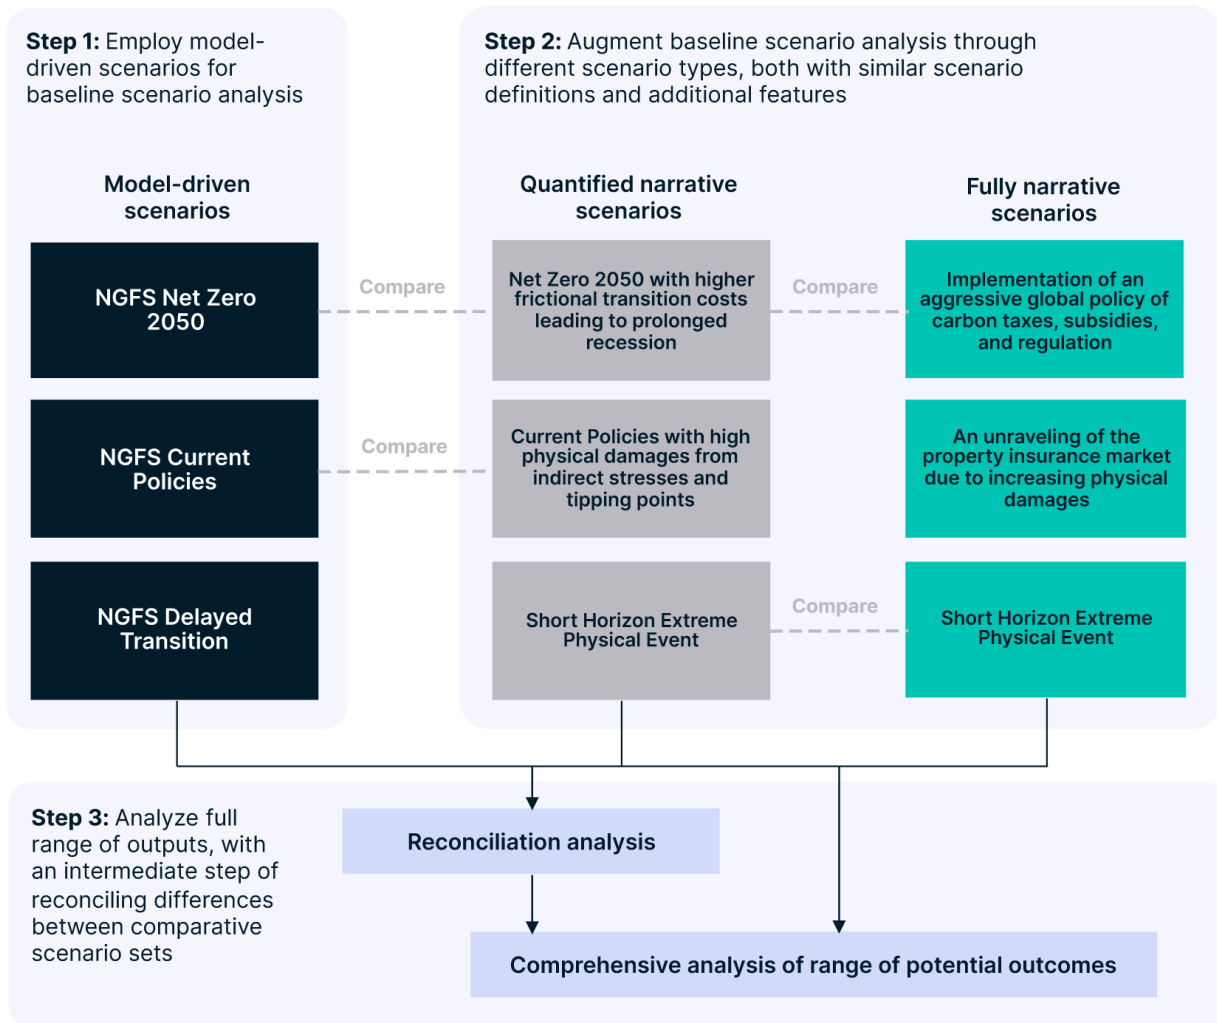 Step 1: Employ model-
driven scenarios for
baseline scenario analysis
Step 2: Augment baseline scenario analysis through
different scenario types, both with similar scenario
definitions and additional features
Model-driven
scenarios
Quantified narrative
scenarios
Fully narrative
scenarios
NGFS Net Zero
2050
Compare
Net Zero 2050 with higher
frictional transition costs
leading to prolonged
recession
Compare
Implementation of an
aggressive global policy of
carbon taxes, subsidies,
and regulation
NGFS Current
Policies
Compare
Current Policies with high
physical damages from
indirect stresses and
tipping points
An unraveling of the
property insurance market
due to increasing physical
damages
NGFS Delayed
Transition
Short Horizon Extreme
Physical Event
Compare
Short Horizon Extreme
Physical Event
Step 3: Analyze full
range of outputs, with
an intermediate step of
reconciling differences
between comparative
scenario sets
Reconciliation analysis
Comprehensive analysis of range of potential outcomes